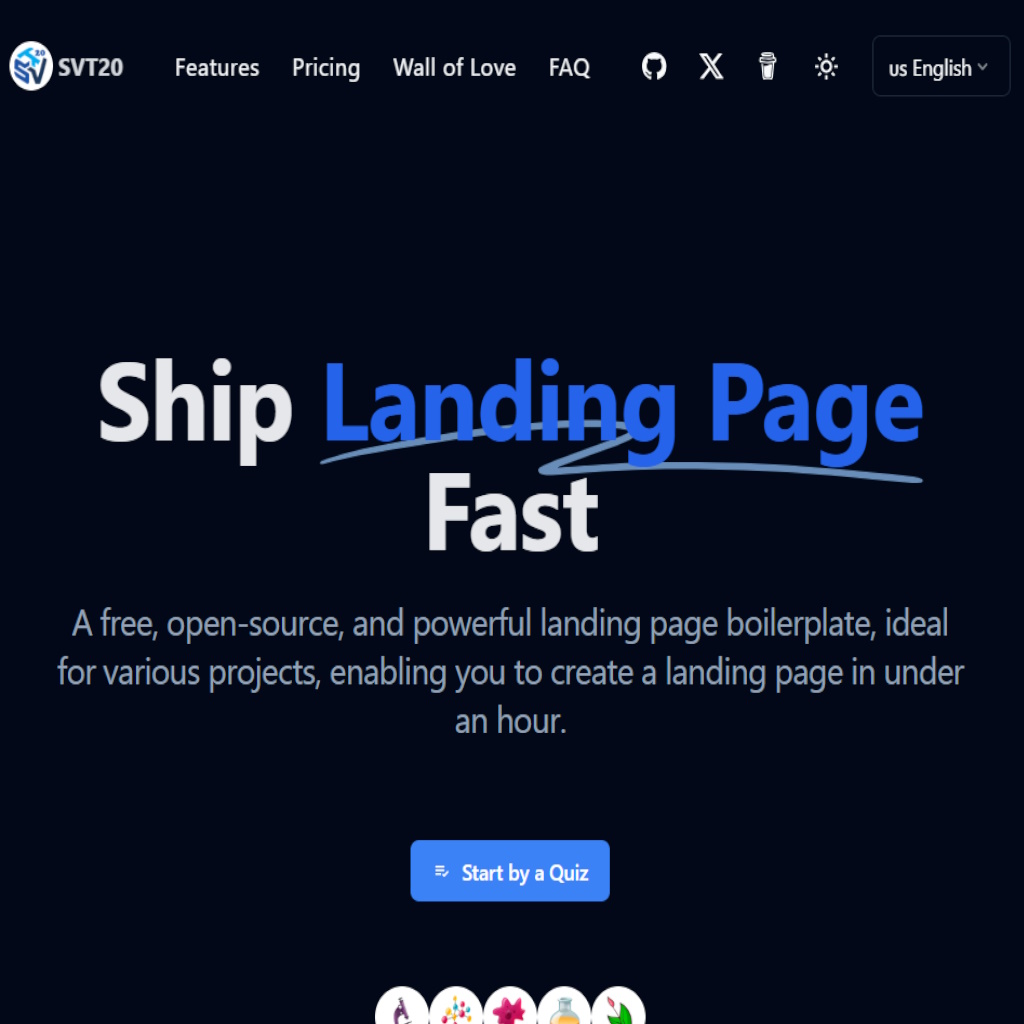 SVT20 Features Pricing Wall of Love FAQ us English
Ship Landing Page
Fast
A free, open-source, and powerful landing page boilerplate, ideal
for various projects, enabling you to create a landing page in under
an hour.
Start by a Quiz